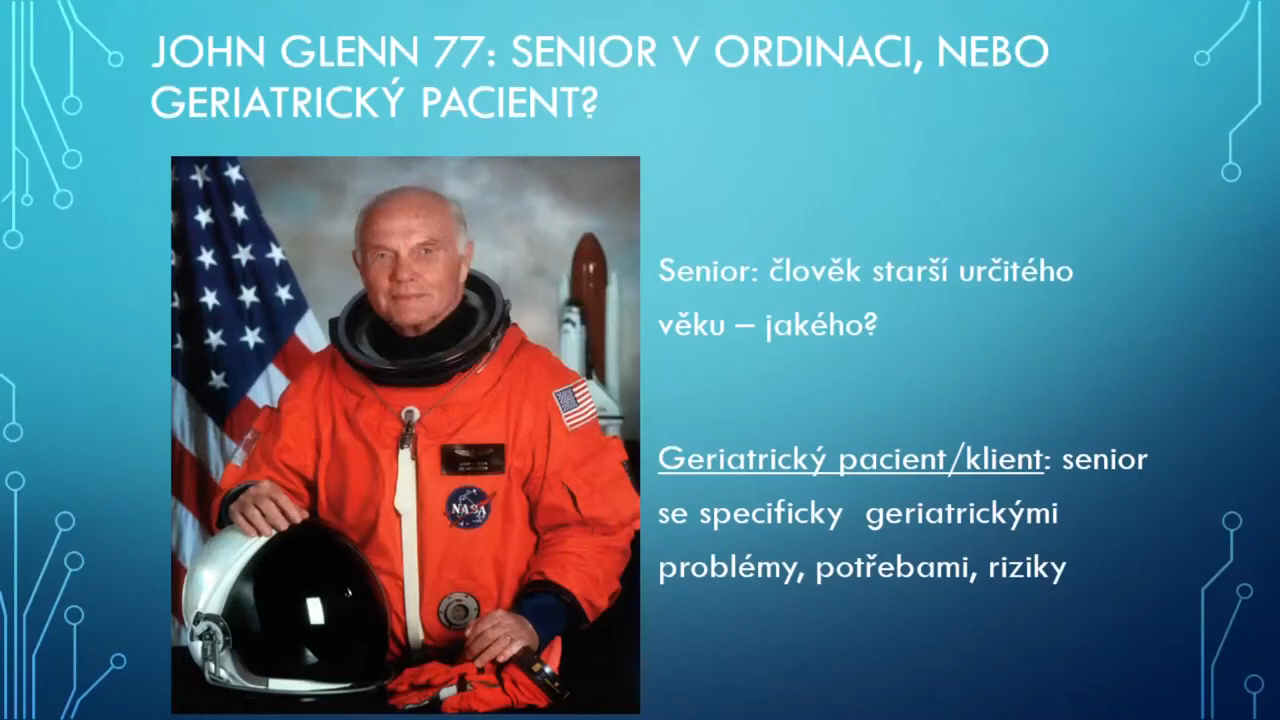 JOHN GLENN 77: SENIOR V ORDINACI, NEBO
GERIATRICKÝ PACIENT?
Senior: člověk starší určitého
věku – jakého?
Geriatrický pacient/klient: senior
se specificky geriatrickými
problémy, potřebami, riziky
NASA